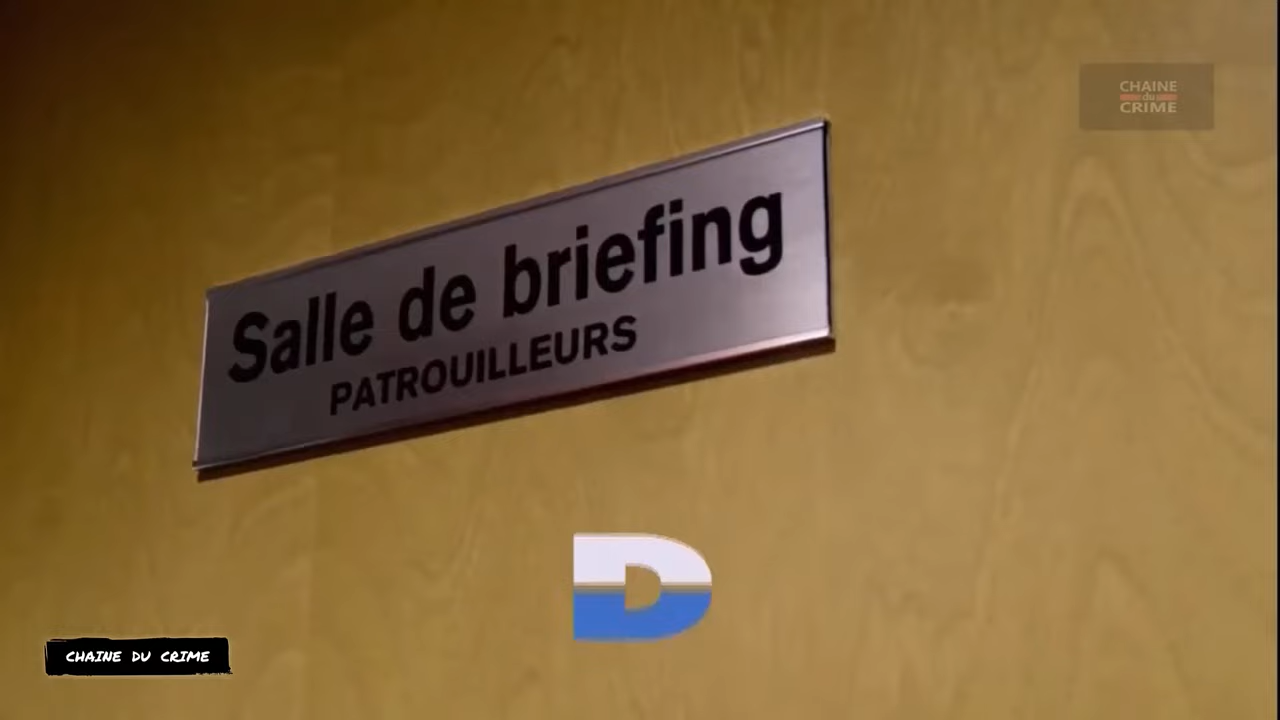 CHAINE
du
CRIME
Salle de briefing
PATROUILLEURS
D
CHAINE DU CRIME